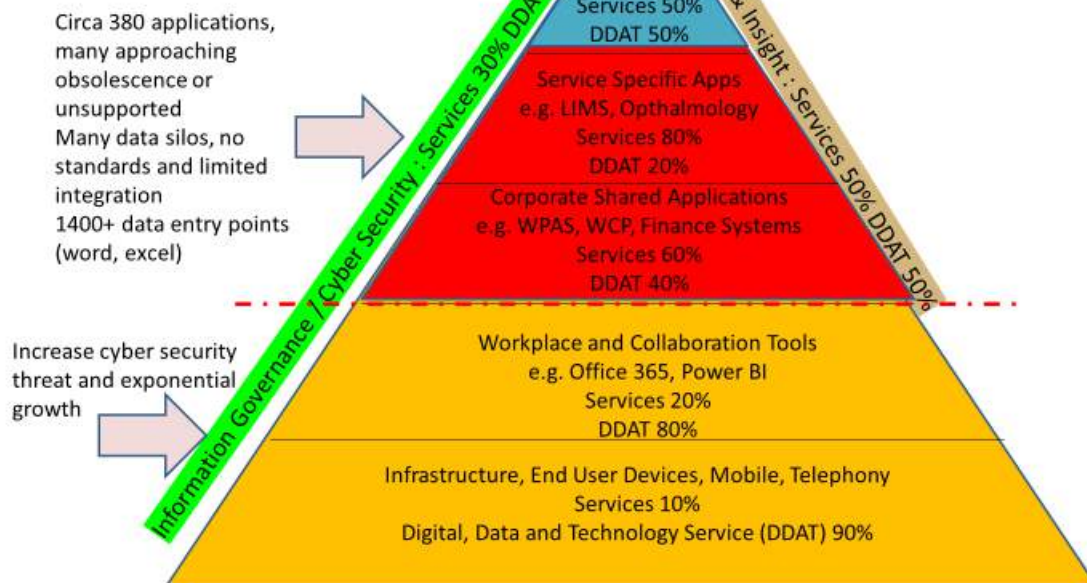 Circa 380 applications,
many approaching
obsolescence or
unsupported
Many data silos, no
standards and limited
integration
1400+ data entry points
(word, excel)
Increase cyber security
threat and exponential
growth
Information Governance / Cyber Security : Services 30% DDA
Services 50%
DDAT 50%
Service Specific Apps
e.g. LIMS, Opthalmology
Services 80%
DDAT 20%
Corporate Shared Applications
e.g. WPAS, WCP, Finance Systems
Services 60%
DDAT 40%
Workplace and Collaboration Tools
e.g. Office 365, Power BI
Services 20%
DDAT 80%
Infrastructure, End User Devices, Mobile, Telephony
Services 10%
Digital, Data and Technology Service (DDAT) 90%
& Insight : Services 50% DDAT 50%